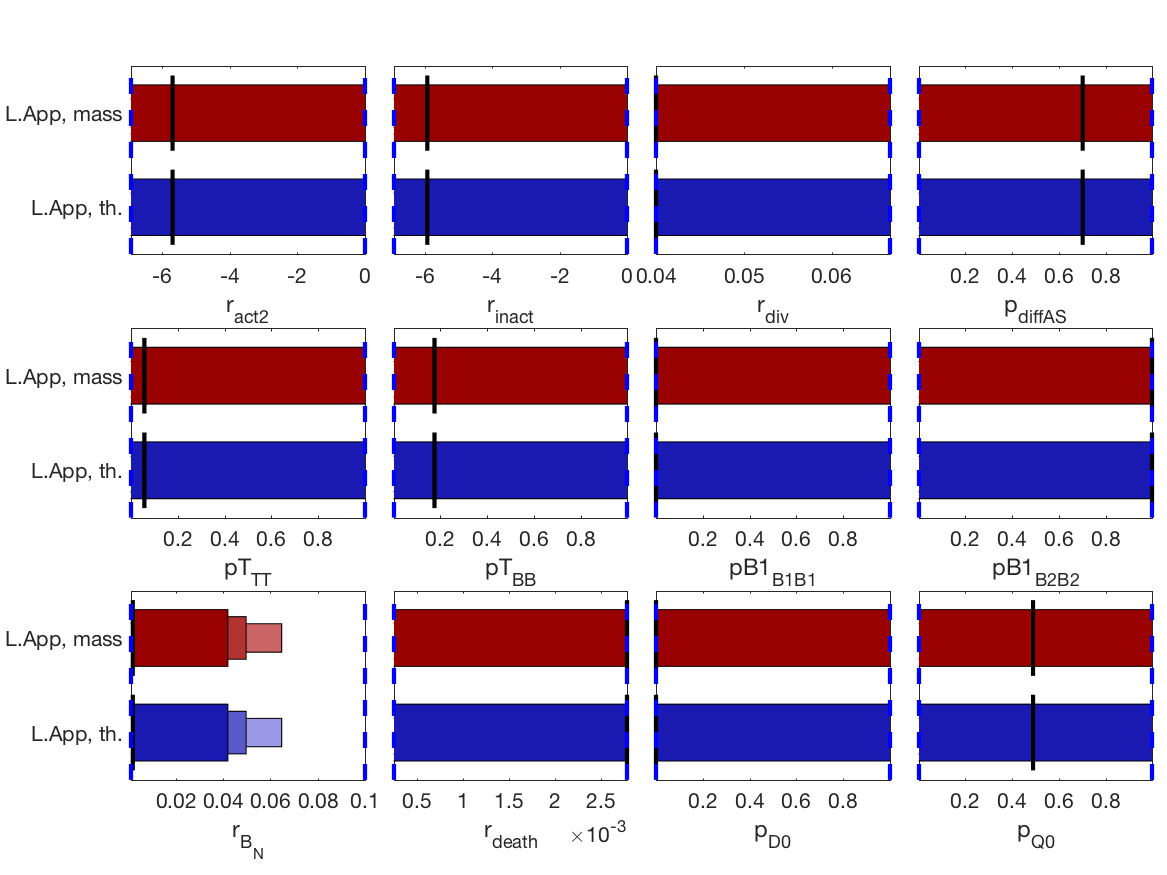 L.App, mass
L.App, th.
-6 -4 -2 0
r_act2
-6 -4 -2 0
r_inact
0.04 0.05 0.06
r_div
0.2 0.4 0.6 0.8
p_diffAS
L.App, mass
L.App, th.
0.2 0.4 0.6 0.8
pT_TT
0.2 0.4 0.6 0.8
pT_BB
0.2 0.4 0.6 0.8
pB1_B1B1
0.2 0.4 0.6 0.8
pB1_B2B2
L.App, mass
L.App, th.
0.02 0.04 0.06 0.08 0.1
r_B_N
0.5 1 1.5 2 2.5
r_death ×10^-3
0.2 0.4 0.6 0.8
p_D0
0.2 0.4 0.6 0.8
p_Q0